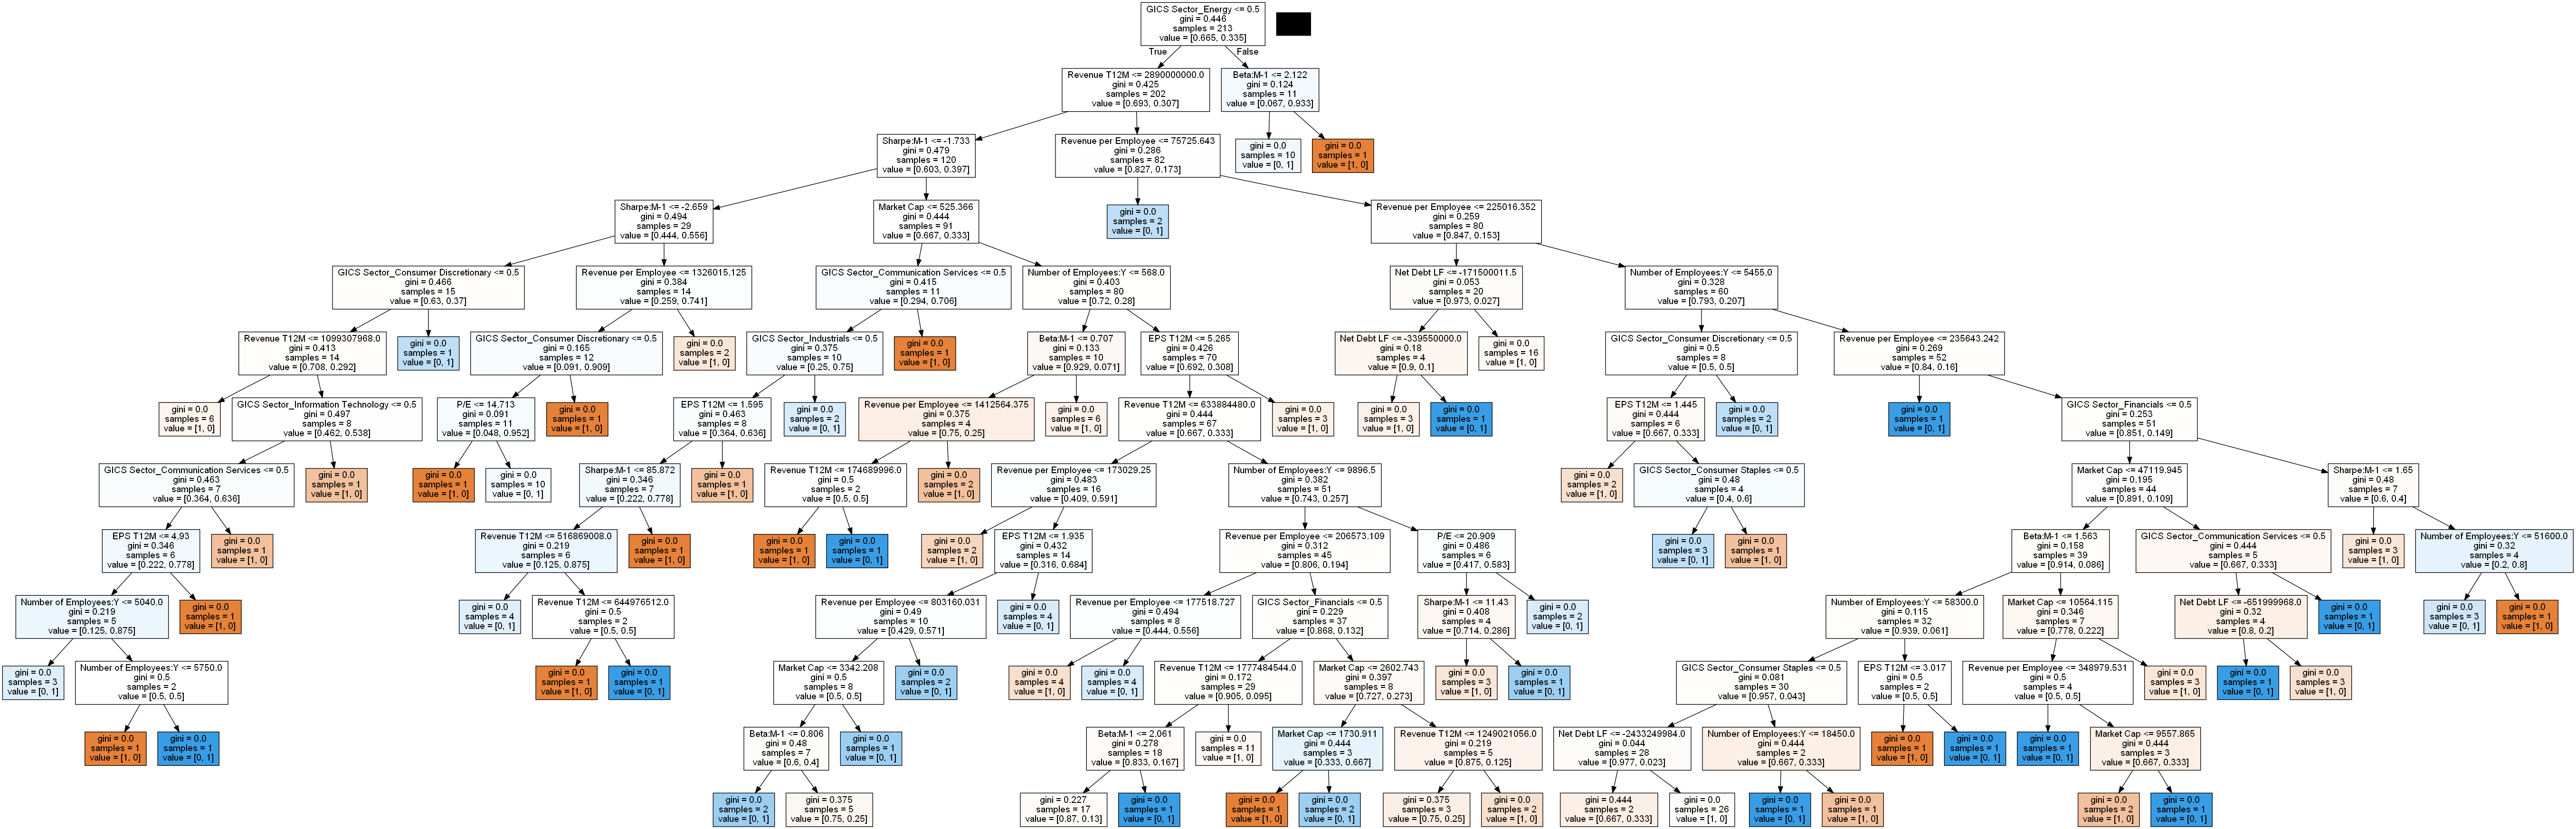 GICS Sector_Energy <= 0.5
gini = 0.446
samples = 213
value = [0.665, 0.335]
True
False
Revenue T12M <= 2890000000.0
gini = 0.425
samples = 202
value = [0.693, 0.307]
Beta:M-1 <= 2.122
gini = 0.124
samples = 11
value = [0.067, 0.933]
Sharpe:M-1 <= -1.733
gini = 0.479
samples = 120
value = [0.603, 0.397]
Revenue per Employee <= 75725.643
gini = 0.286
samples = 82
value = [0.827, 0.173]
gini = 0.0
samples = 10
value = [0, 1]
gini = 0.0
samples = 1
value = [1, 0]
Sharpe:M-1 <= -2.659
gini = 0.494
samples = 29
value = [0.444, 0.556]
Market Cap <= 525.366
gini = 0.444
samples = 91
value = [0.667, 0.333]
gini = 0.0
samples = 2
value = [0, 1]
Revenue per Employee <= 225016.352
gini = 0.259
samples = 80
value = [0.847, 0.153]
GICS Sector_Consumer Discretionary <= 0.5
gini = 0.466
samples = 15
value = [0.63, 0.37]
Revenue per Employee <= 1326015.125
gini = 0.384
samples = 14
value = [0.259, 0.741]
GICS Sector_Communication Services <= 0.5
gini = 0.415
samples = 11
value = [0.294, 0.706]
Number of Employees:Y <= 568.0
gini = 0.403
samples = 80
value = [0.72, 0.28]
Net Debt LF <= -171500011.5
gini = 0.053
samples = 20
value = [0.973, 0.027]
Number of Employees:Y <= 5455.0
gini = 0.328
samples = 60
value = [0.793, 0.207]
Revenue T12M <= 1099307968.0
gini = 0.413
samples = 14
value = [0.708, 0.292]
gini = 0.0
samples = 1
value = [0, 1]
GICS Sector_Consumer Discretionary <= 0.5
gini = 0.165
samples = 12
value = [0.091, 0.909]
gini = 0.0
samples = 2
value = [1, 0]
GICS Sector_Industrials <= 0.5
gini = 0.375
samples = 10
value = [0.25, 0.75]
gini = 0.0
samples = 1
value = [1, 0]
Beta:M-1 <= 0.707
gini = 0.133
samples = 10
value = [0.929, 0.071]
EPS T12M <= 5.265
gini = 0.426
samples = 70
value = [0.692, 0.308]
Net Debt LF <= -339550000.0
gini = 0.18
samples = 4
value = [0.9, 0.1]
gini = 0.0
samples = 16
value = [1, 0]
GICS Sector_Consumer Discretionary <= 0.5
gini = 0.5
samples = 8
value = [0.5, 0.5]
Revenue per Employee <= 235643.242
gini = 0.269
samples = 52
value = [0.84, 0.16]
gini = 0.0
samples = 6
value = [1, 0]
GICS Sector_Information Technology <= 0.5
gini = 0.497
samples = 8
value = [0.462, 0.538]
P/E <= 14.713
gini = 0.091
samples = 11
value = [0.048, 0.952]
gini = 0.0
samples = 1
value = [1, 0]
EPS T12M <= 1.595
gini = 0.463
samples = 8
value = [0.364, 0.636]
gini = 0.0
samples = 2
value = [0, 1]
Revenue per Employee <= 1412564.375
gini = 0.375
samples = 4
value = [0.75, 0.25]
gini = 0.0
samples = 6
value = [1, 0]
Revenue T12M <= 633884480.0
gini = 0.444
samples = 67
value = [0.667, 0.333]
gini = 0.0
samples = 3
value = [1, 0]
gini = 0.0
samples = 3
value = [1, 0]
gini = 0.0
samples = 1
value = [0, 1]
EPS T12M <= 1.445
gini = 0.444
samples = 6
value = [0.667, 0.333]
gini = 0.0
samples = 2
value = [0, 1]
gini = 0.0
samples = 1
value = [0, 1]
GICS Sector_Financials <= 0.5
gini = 0.253
samples = 51
value = [0.851, 0.149]
GICS Sector_Communication Services <= 0.5
gini = 0.463
samples = 7
value = [0.364, 0.636]
gini = 0.0
samples = 1
value = [1, 0]
gini = 0.0
samples = 1
value = [1, 0]
gini = 0.0
samples = 10
value = [0, 1]
Sharpe:M-1 <= 85.872
gini = 0.346
samples = 7
value = [0.222, 0.778]
gini = 0.0
samples = 1
value = [1, 0]
Revenue T12M <= 174689996.0
gini = 0.5
samples = 2
value = [0.5, 0.5]
gini = 0.0
samples = 2
value = [1, 0]
Revenue per Employee <= 173029.25
gini = 0.483
samples = 16
value = [0.409, 0.591]
Number of Employees:Y <= 9896.5
gini = 0.382
samples = 51
value = [0.743, 0.257]
gini = 0.0
samples = 2
value = [1, 0]
GICS Sector_Consumer Staples <= 0.5
gini = 0.48
samples = 4
value = [0.4, 0.6]
Market Cap <= 47119.945
gini = 0.195
samples = 44
value = [0.891, 0.109]
Sharpe:M-1 <= 1.65
gini = 0.48
samples = 7
value = [0.6, 0.4]
EPS T12M <= 4.93
gini = 0.346
samples = 6
value = [0.222, 0.778]
gini = 0.0
samples = 1
value = [1, 0]
Revenue T12M <= 516869008.0
gini = 0.219
samples = 6
value = [0.125, 0.875]
gini = 0.0
samples = 1
value = [1, 0]
gini = 0.0
samples = 1
value = [1, 0]
gini = 0.0
samples = 1
value = [0, 1]
gini = 0.0
samples = 2
value = [1, 0]
EPS T12M <= 1.935
gini = 0.432
samples = 14
value = [0.316, 0.684]
Revenue per Employee <= 206573.109
gini = 0.312
samples = 45
value = [0.806, 0.194]
P/E <= 20.909
gini = 0.486
samples = 6
value = [0.417, 0.583]
gini = 0.0
samples = 3
value = [0, 1]
gini = 0.0
samples = 1
value = [1, 0]
Beta:M-1 <= 1.563
gini = 0.158
samples = 39
value = [0.914, 0.086]
GICS Sector_Communication Services <= 0.5
gini = 0.444
samples = 5
value = [0.667, 0.333]
gini = 0.0
samples = 3
value = [1, 0]
Number of Employees:Y <= 51600.0
gini = 0.32
samples = 4
value = [0.2, 0.8]
Number of Employees:Y <= 5040.0
gini = 0.219
samples = 5
value = [0.125, 0.875]
gini = 0.0
samples = 1
value = [1, 0]
gini = 0.0
samples = 4
value = [0, 1]
Revenue T12M <= 644976512.0
gini = 0.5
samples = 2
value = [0.5, 0.5]
Revenue per Employee <= 803160.031
gini = 0.49
samples = 10
value = [0.429, 0.571]
gini = 0.0
samples = 4
value = [0, 1]
Revenue per Employee <= 177518.727
gini = 0.494
samples = 8
value = [0.444, 0.556]
GICS Sector_Financials <= 0.5
gini = 0.229
samples = 37
value = [0.868, 0.132]
Sharpe:M-1 <= 11.43
gini = 0.408
samples = 4
value = [0.714, 0.286]
gini = 0.0
samples = 2
value = [0, 1]
Number of Employees:Y <= 58300.0
gini = 0.115
samples = 32
value = [0.939, 0.061]
Market Cap <= 10564.115
gini = 0.346
samples = 7
value = [0.778, 0.222]
Net Debt LF <= -651999968.0
gini = 0.32
samples = 4
value = [0.8, 0.2]
gini = 0.0
samples = 1
value = [0, 1]
gini = 0.0
samples = 3
value = [0, 1]
gini = 0.0
samples = 1
value = [1, 0]
gini = 0.0
samples = 3
value = [0, 1]
Number of Employees:Y <= 5750.0
gini = 0.5
samples = 2
value = [0.5, 0.5]
gini = 0.0
samples = 1
value = [1, 0]
gini = 0.0
samples = 1
value = [0, 1]
Market Cap <= 3342.208
gini = 0.5
samples = 8
value = [0.5, 0.5]
gini = 0.0
samples = 2
value = [0, 1]
gini = 0.0
samples = 4
value = [1, 0]
gini = 0.0
samples = 4
value = [0, 1]
Revenue T12M <= 1777484544.0
gini = 0.172
samples = 29
value = [0.905, 0.095]
Market Cap <= 2602.743
gini = 0.397
samples = 8
value = [0.727, 0.273]
gini = 0.0
samples = 3
value = [1, 0]
gini = 0.0
samples = 1
value = [0, 1]
GICS Sector_Consumer Staples <= 0.5
gini = 0.081
samples = 30
value = [0.957, 0.043]
EPS T12M <= 3.017
gini = 0.5
samples = 2
value = [0.5, 0.5]
Revenue per Employee <= 348979.531
gini = 0.5
samples = 4
value = [0.5, 0.5]
gini = 0.0
samples = 3
value = [1, 0]
gini = 0.0
samples = 1
value = [0, 1]
gini = 0.0
samples = 3
value = [1, 0]
gini = 0.0
samples = 1
value = [1, 0]
gini = 0.0
samples = 1
value = [0, 1]
Beta:M-1 <= 0.806
gini = 0.48
samples = 7
value = [0.6, 0.4]
gini = 0.0
samples = 1
value = [0, 1]
Beta:M-1 <= 2.061
gini = 0.278
samples = 18
value = [0.833, 0.167]
gini = 0.0
samples = 11
value = [1, 0]
Market Cap <= 1730.911
gini = 0.444
samples = 3
value = [0.333, 0.667]
Revenue T12M <= 1249021056.0
gini = 0.219
samples = 5
value = [0.875, 0.125]
Net Debt LF <= -2433249984.0
gini = 0.044
samples = 28
value = [0.977, 0.023]
Number of Employees:Y <= 18450.0
gini = 0.444
samples = 2
value = [0.667, 0.333]
gini = 0.0
samples = 1
value = [1, 0]
gini = 0.0
samples = 1
value = [0, 1]
gini = 0.0
samples = 1
value = [0, 1]
Market Cap <= 9557.865
gini = 0.444
samples = 3
value = [0.667, 0.333]
gini = 0.0
samples = 2
value = [0, 1]
gini = 0.375
samples = 5
value = [0.75, 0.25]
gini = 0.227
samples = 17
value = [0.87, 0.13]
gini = 0.0
samples = 1
value = [0, 1]
gini = 0.0
samples = 1
value = [1, 0]
gini = 0.0
samples = 2
value = [0, 1]
gini = 0.375
samples = 3
value = [0.75, 0.25]
gini = 0.0
samples = 2
value = [1, 0]
gini = 0.444
samples = 2
value = [0.667, 0.333]
gini = 0.0
samples = 26
value = [1, 0]
gini = 0.0
samples = 1
value = [0, 1]
gini = 0.0
samples = 1
value = [1, 0]
gini = 0.0
samples = 2
value = [1, 0]
gini = 0.0
samples = 1
value = [0, 1]